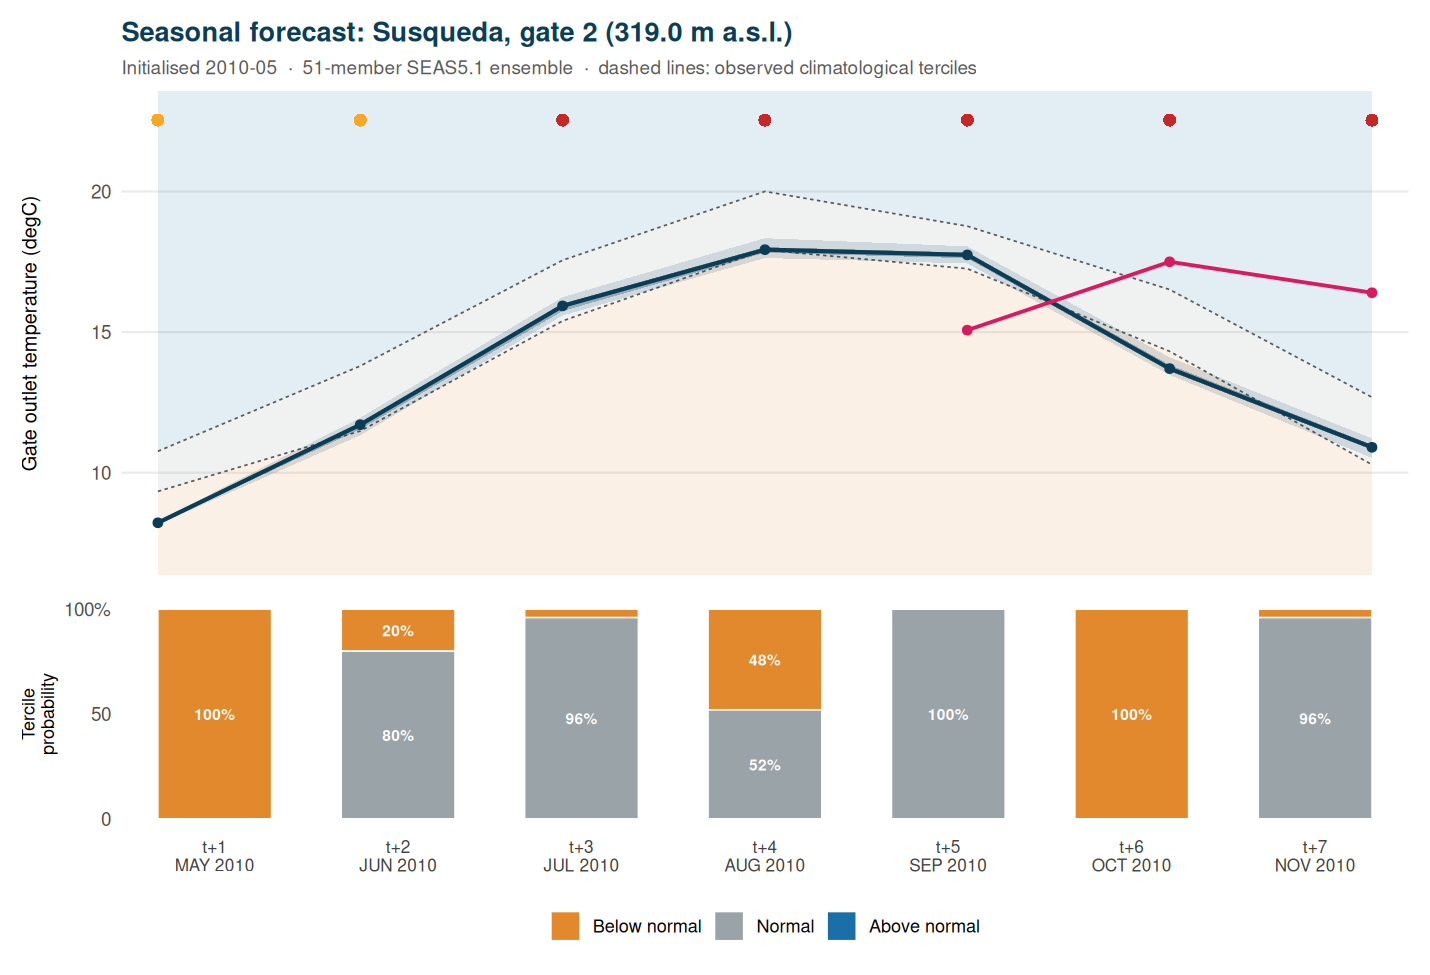 Seasonal forecast: Susqueda, gate 2 (319.0 m a.s.l.)
Initialised 2010-05 · 51-member SEAS5.1 ensemble · dashed lines: observed climatological terciles
Gate outlet temperature (degC)
20
15
10
Tercile
probability
100%
50
0
100%
20%
80%
96%
48%
52%
100%
100%
96%
t+1
MAY 2010
t+2
JUN 2010
t+3
JUL 2010
t+4
AUG 2010
t+5
SEP 2010
t+6
OCT 2010
t+7
NOV 2010
Below normal
Normal
Above normal